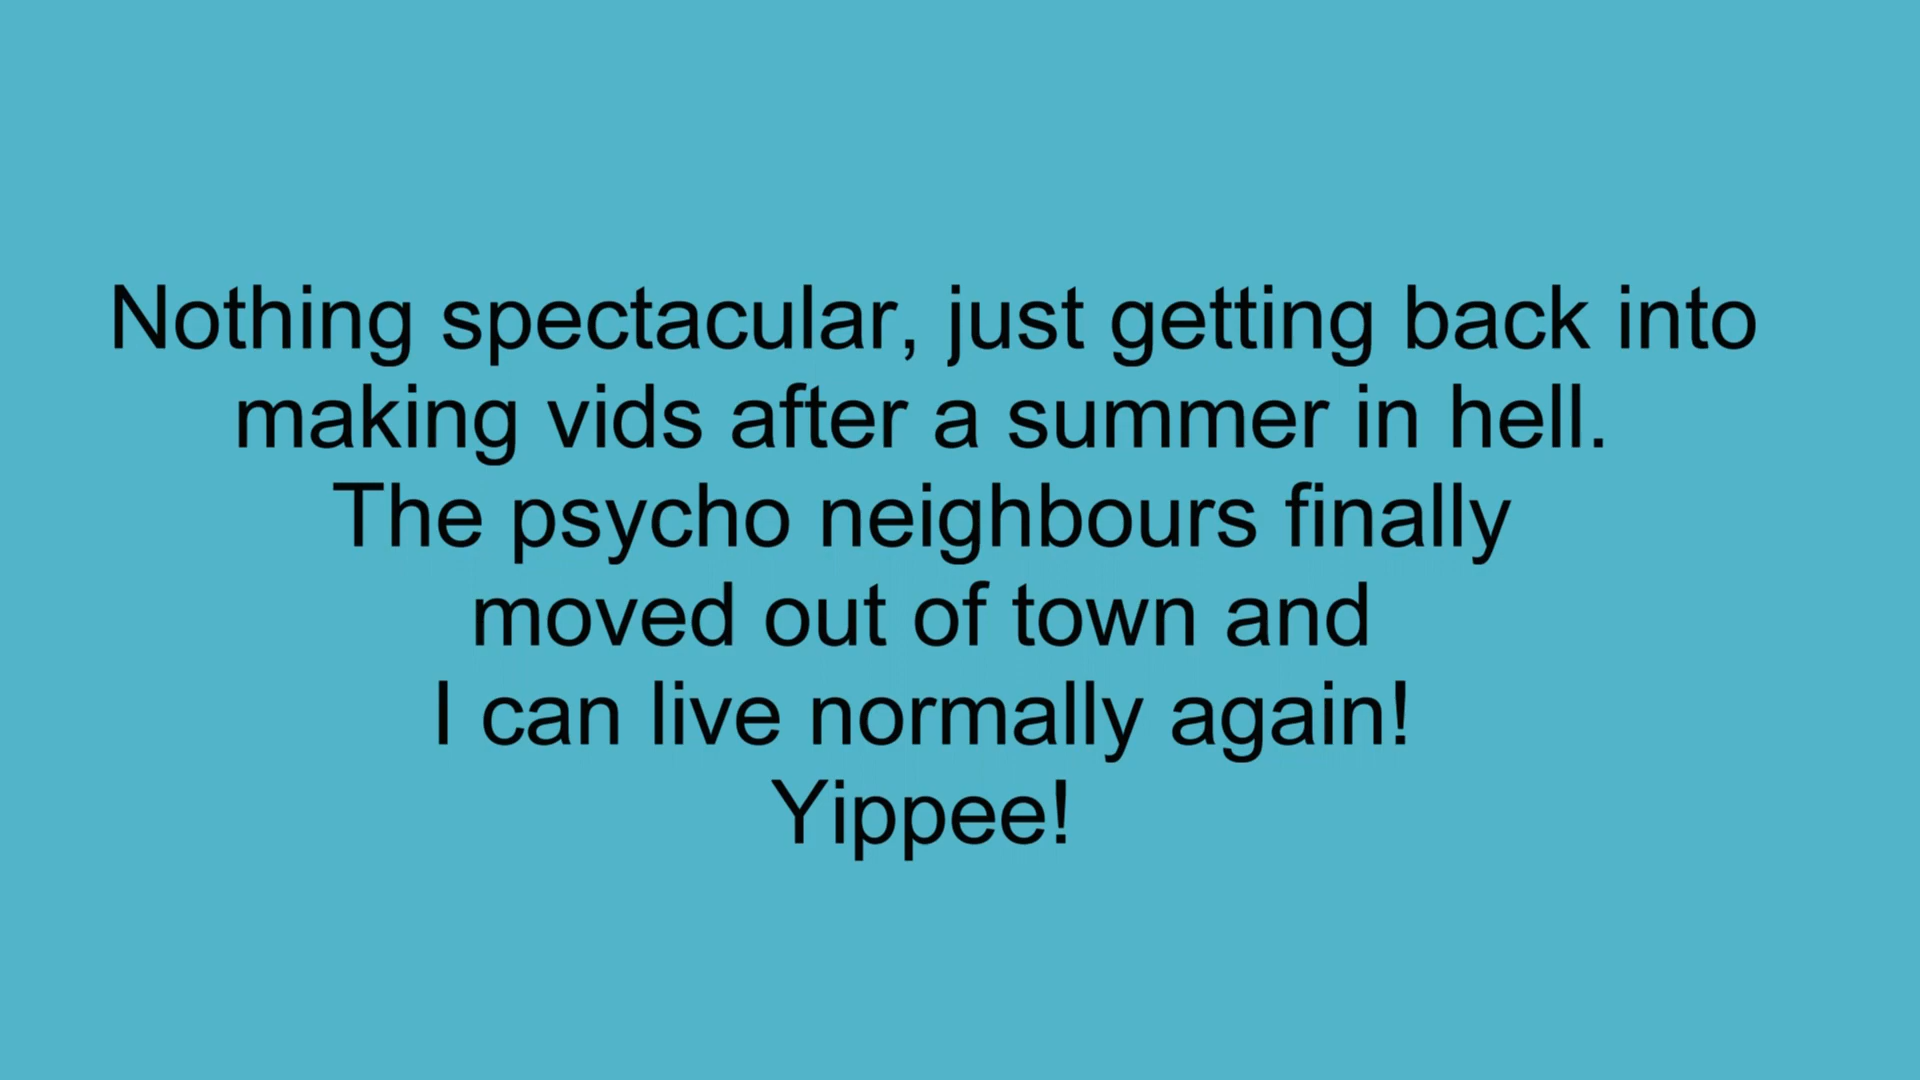 Nothing spectacular, just getting back into
making vids after a summer in hell.
The psycho neighbours finally
moved out of town and
I can live normally again!
Yippee!